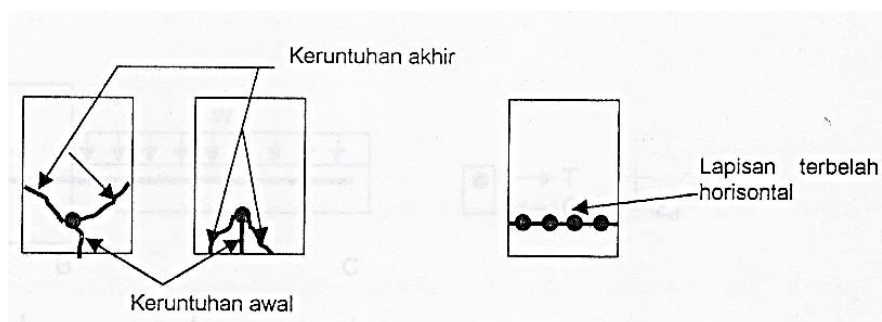 Keruntuhan akhir
Lapisan terbelah
horisontal
Keruntuhan awal